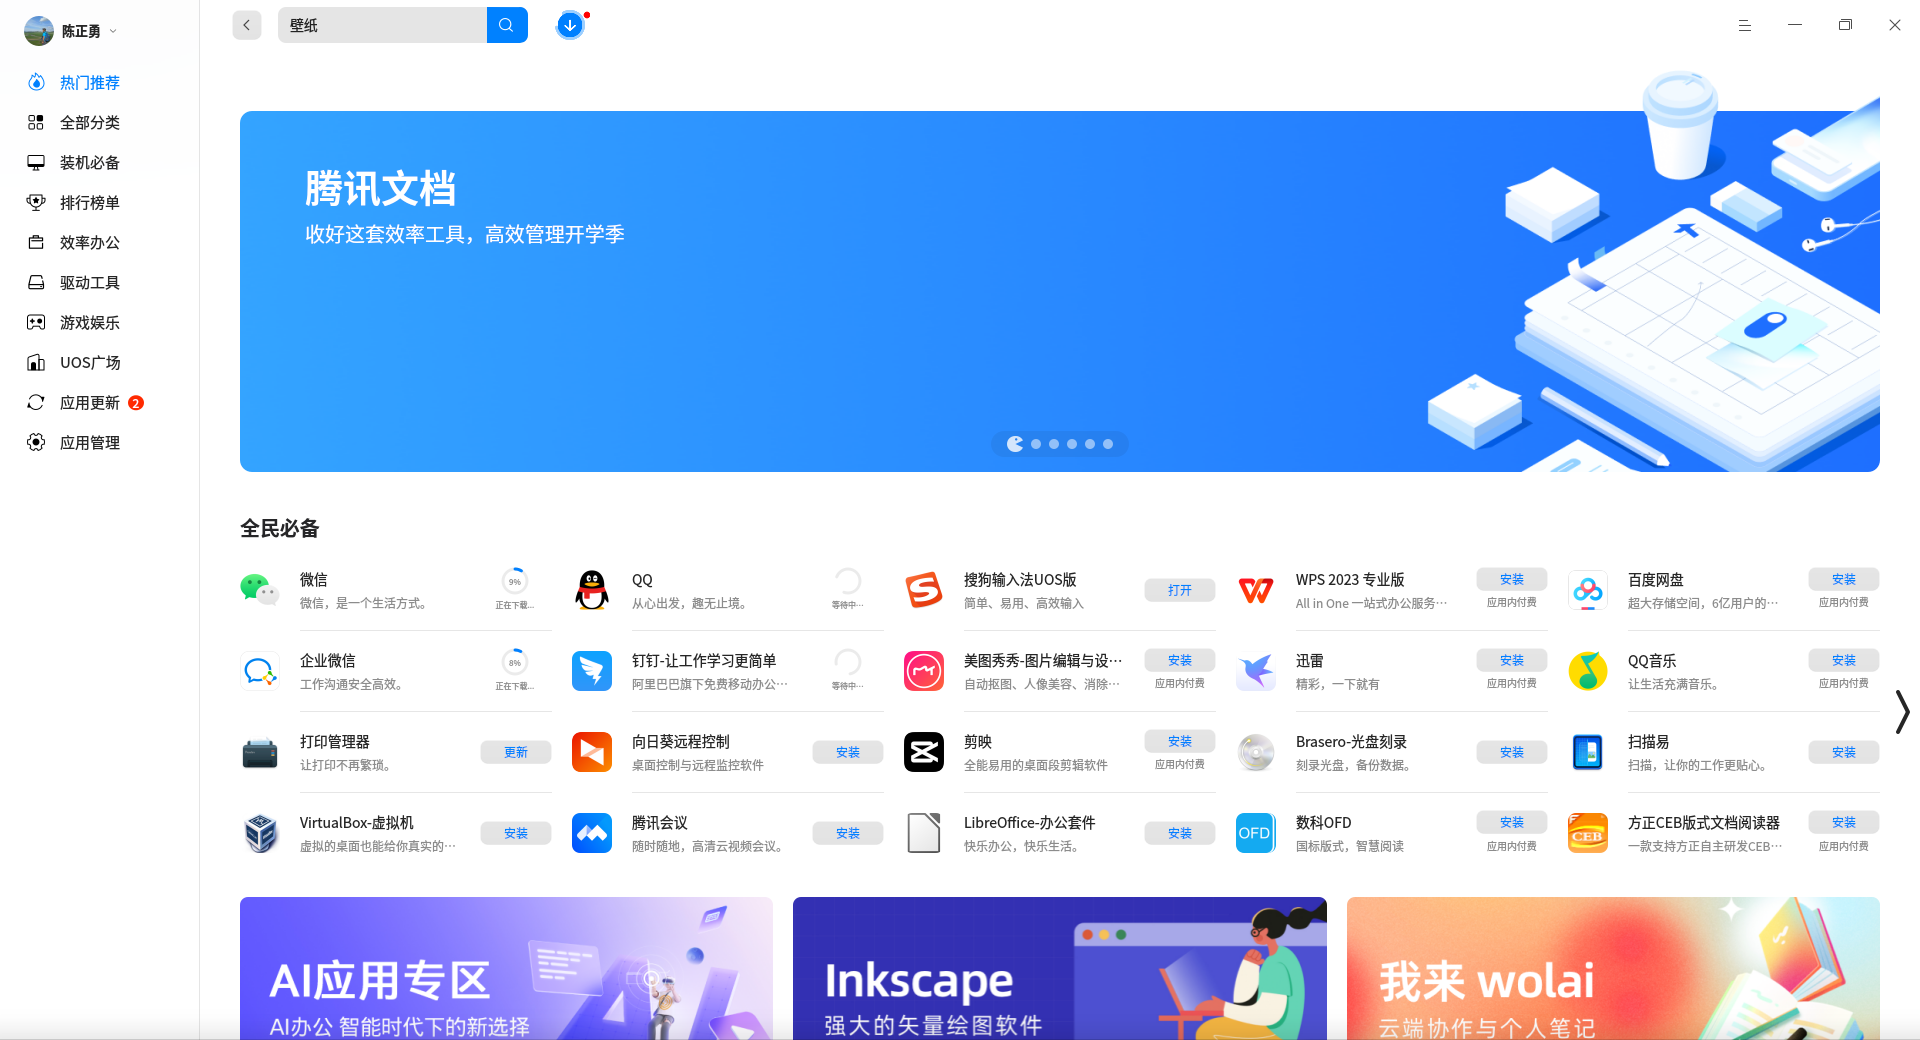 陈正勇
壁纸
热门推荐
全部分类
装机必备
排行榜单
效率办公
驱动工具
游戏娱乐
UOS广场
应用更新 2
应用管理
腾讯文档
收好这套效率工具，高效管理开学季
全民必备
微信
微信，是一个生活方式。
9%
正在下载...
QQ
从心出发，趣无止境。
等待中...
搜狗输入法UOS版
简单、易用、高效输入
打开
WPS 2023 专业版
All in One 一站式办公服务...
安装
应用内付费
百度网盘
超大存储空间，6亿用户的...
安装
应用内付费
企业微信
工作沟通安全高效。
8%
正在下载...
钉钉-让工作学习更简单
阿里巴巴旗下免费移动办公...
等待中...
美图秀秀-图片编辑与设...
自动抠图、人像美容、消除...
安装
应用内付费
迅雷
精彩，一下就有
安装
应用内付费
QQ音乐
让生活充满音乐。
安装
应用内付费
打印管理器
让打印不再繁琐。
更新
向日葵远程控制
桌面控制与远程监控软件
安装
剪映
全能易用的桌面段剪辑软件
安装
应用内付费
Brasero-光盘刻录
刻录光盘，备份数据。
安装
扫描易
扫描，让你的工作更贴心。
安装
VirtualBox-虚拟机
虚拟的桌面也能给你真实的...
安装
腾讯会议
随时随地，高清云视频会议。
安装
LibreOffice-办公套件
快乐办公，快乐生活。
安装
OFD
数科OFD
国标版式，智慧阅读
安装
应用内付费
CEB
方正CEB版式文档阅读器
一款支持方正自主研发CEB...
安装
应用内付费
AI应用专区
AI办公 智能时代下的新选择
Inkscape
强大的矢量绘图软件
我来 wolai
云端协作与个人笔记